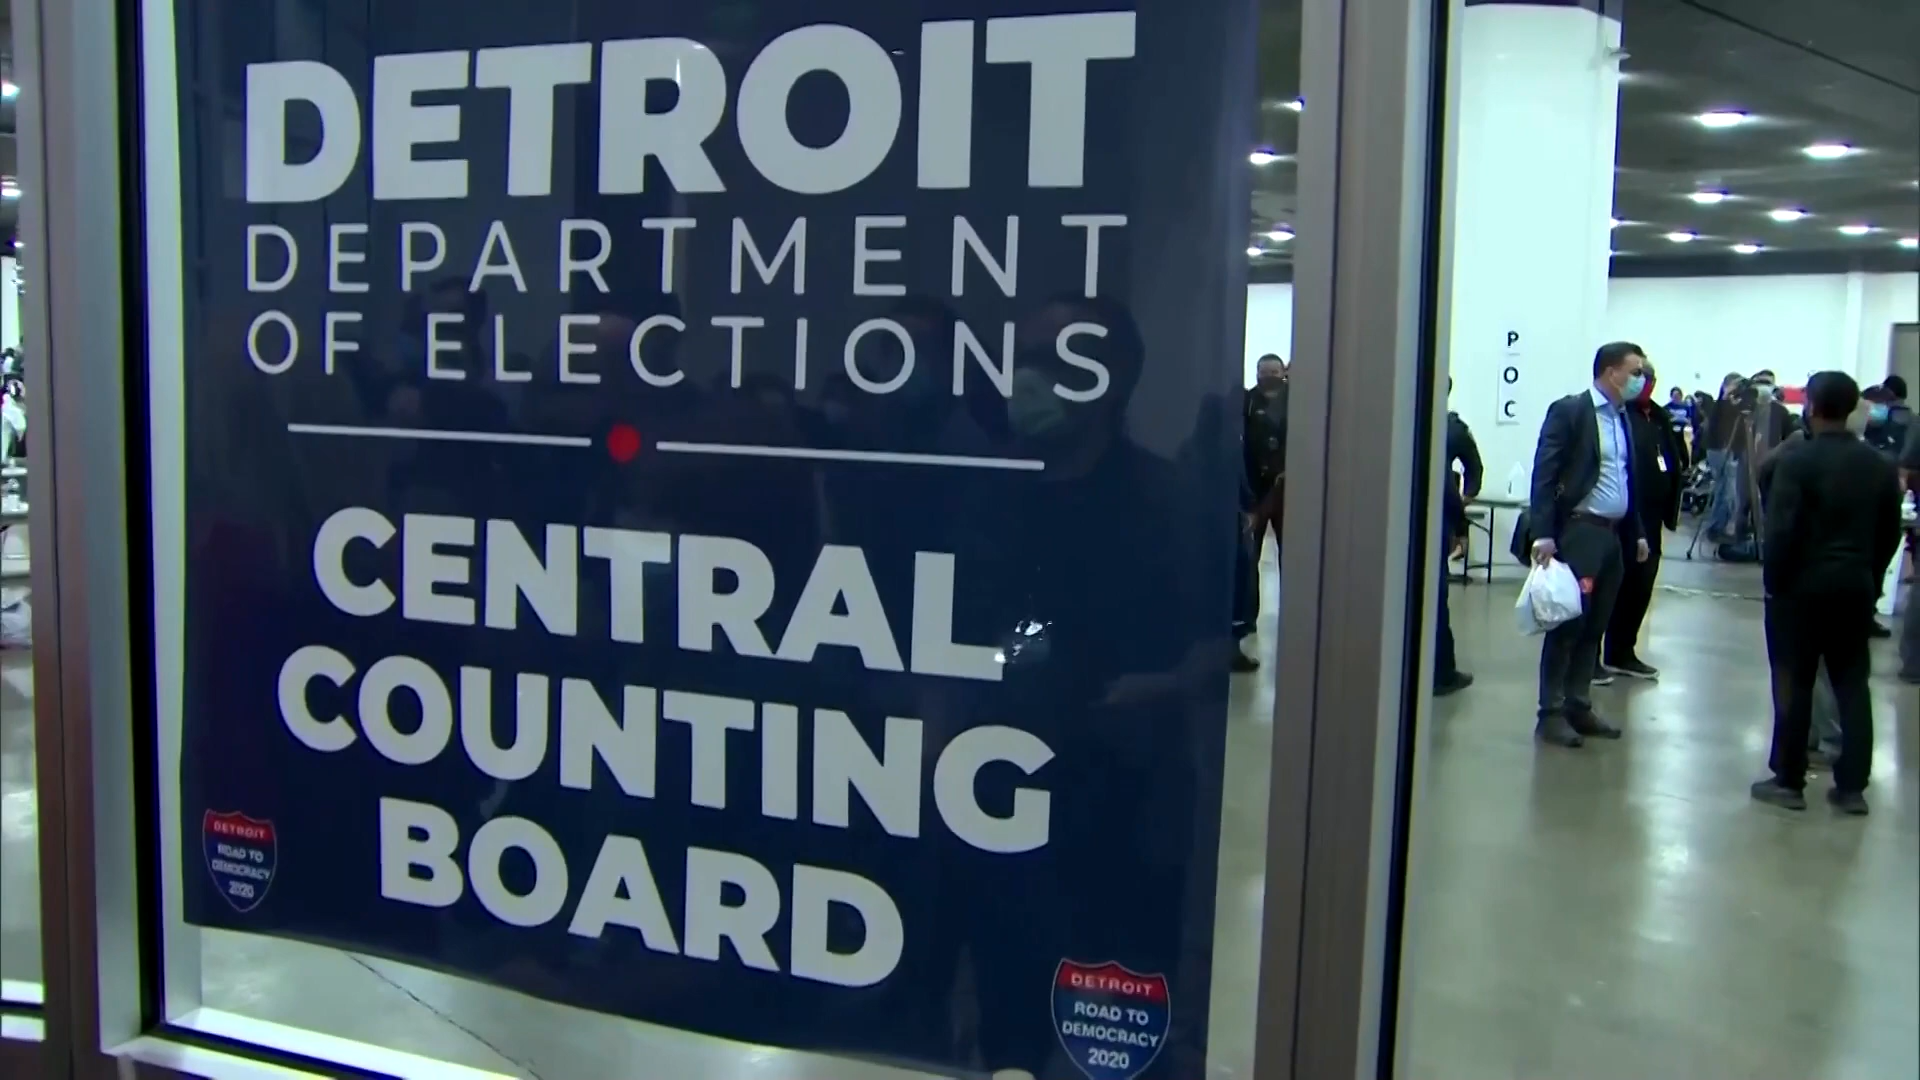 DETROIT
DEPARTMENT
OF ELECTIONS
CENTRAL
COUNTING
BOARD
DETROIT
ROAD TO
DEMOCRACY
2020
DETROIT
ROAD TO
DEMOCRACY
2020
P
O
C